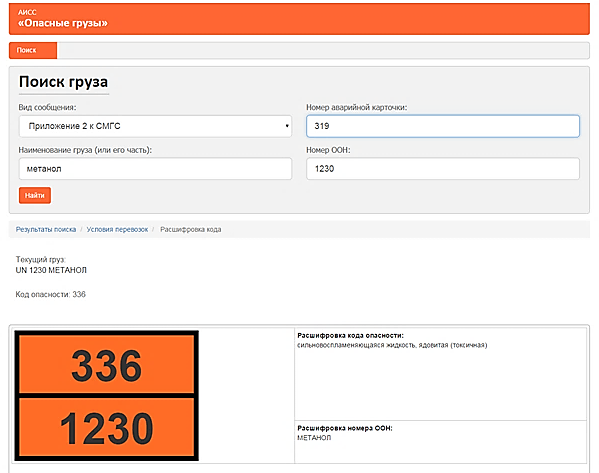 АИСС
«Опасные грузы»
Поиск
Поиск груза
Вид сообщения:
Номер аварийной карточки:
Приложение 2 к СМГС
319
Наименование груза (или его часть):
Номер ООН:
метанол
1230
Найти
Результаты поиска / Условия перевозок / Расшифровка кода
Текущий груз:
UN 1230 МЕТАНОЛ
Код опасности: 336
336
1230
Расшифровка кода опасности:
сильновоспламеняющаяся жидкость, ядовитая (токсичная)
Расшифровка номера ООН:
МЕТАНОЛ